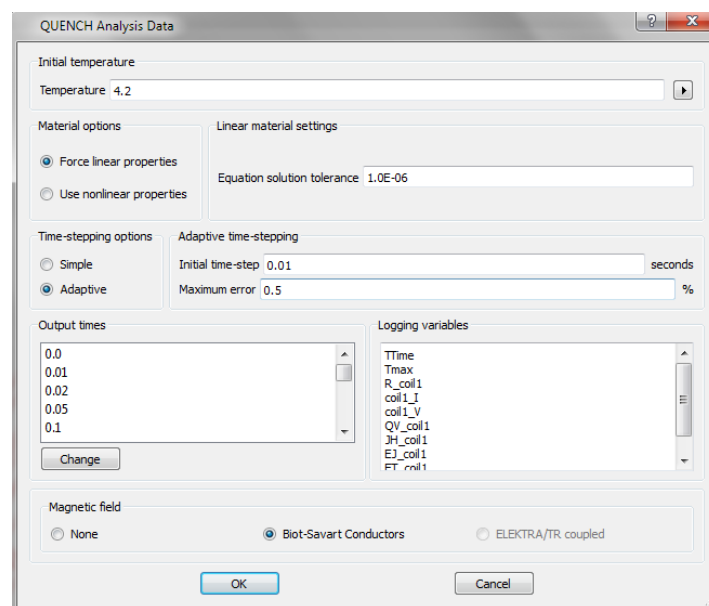 QUENCH Analysis Data
?
X
Initial temperature
Temperature 4.2
Material options
Force linear properties
Use nonlinear properties
Linear material settings
Equation solution tolerance 1.0E-06
Time-stepping options
Simple
Adaptive
Adaptive time-stepping
Initial time-step 0.01 seconds
Maximum error 0.5 %
Output times
0.0
0.01
0.02
0.05
0.1
Change
Logging variables
TTime
Tmax
R_coil1
coil1_I
coil1_V
QV_coil1
JH_coil1
EJ_coil1
ET_coil1
Magnetic field
None
Biot-Savart Conductors
ELEKTRA/TR coupled
OK
Cancel